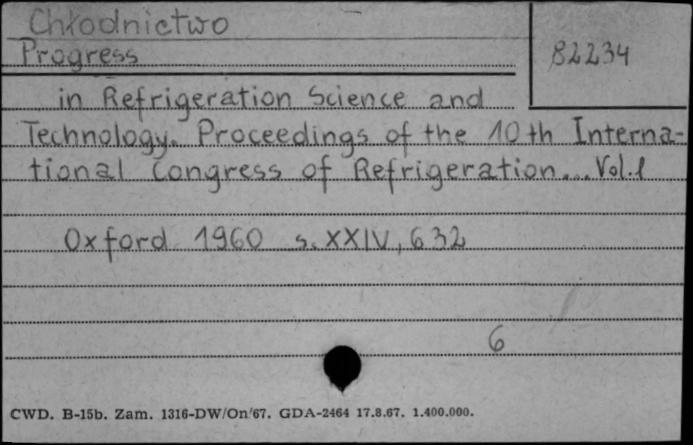 Chłodnictwo
Progress
82234
in Refrigeration Science and
Technology. Proceedings of the 10th Interna-
tional Congress of Refrigeration... Vol.1
Oxford 1960 s. XXIV, 632
6
CWD. B-15b. Zam. 1316-DW/On/67. GDA-2464 17.8.67. 1.400.000.